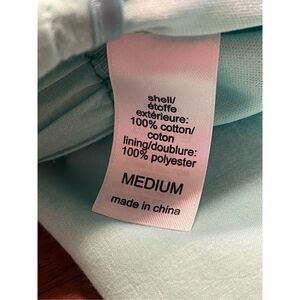 shell/
étoffe
extérieure:
100% cotton/
coton
lining/doublure:
100% polyester
MEDIUM
made in china